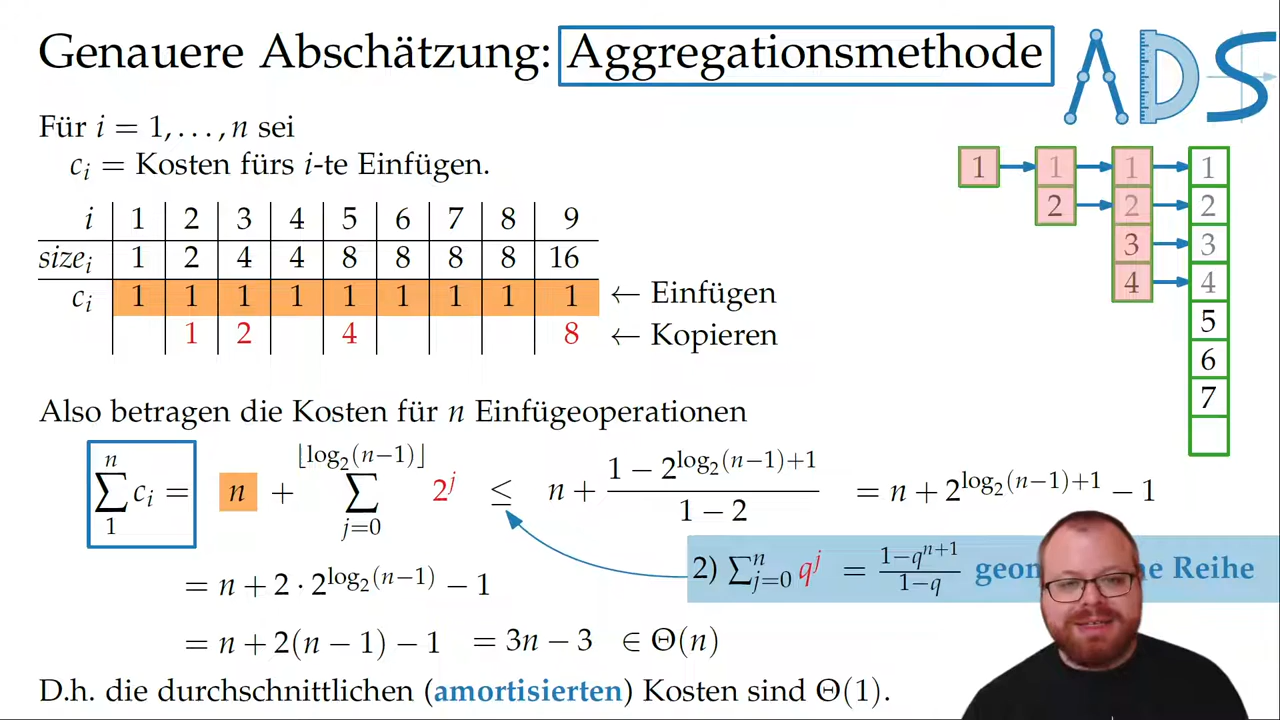 Genauere Abschätzung: Aggregationsmethode
ADS
Für i = 1, . . . , n sei
c_i = Kosten fürs i-te Einfügen.
i 1 2 3 4 5 6 7 8 9
size_i 1 2 4 4 8 8 8 8 16
c_i 1 1 1 1 1 1 1 1 1 ← Einfügen
1 2 4 8 ← Kopieren
1 1 1 1
2 2 2
3 3
4 4
5
6
7
Also betragen die Kosten für n Einfügeoperationen
∑_1^n c_i = n + ∑_{j=0}^{⌊log_2(n−1)⌋} 2^j ≤ n + (1 − 2^{log_2(n−1)+1})/(1 − 2) = n + 2^{log_2(n−1)+1} − 1
2) ∑_{j=0}^n q^j = (1−q^{n+1})/(1−q) Reihe
= n + 2 · 2^{log_2(n−1)} − 1
= n + 2(n − 1) − 1 = 3n − 3 ∈ Θ(n)
D.h. die durchschnittlichen (amortisierten) Kosten sind Θ(1).